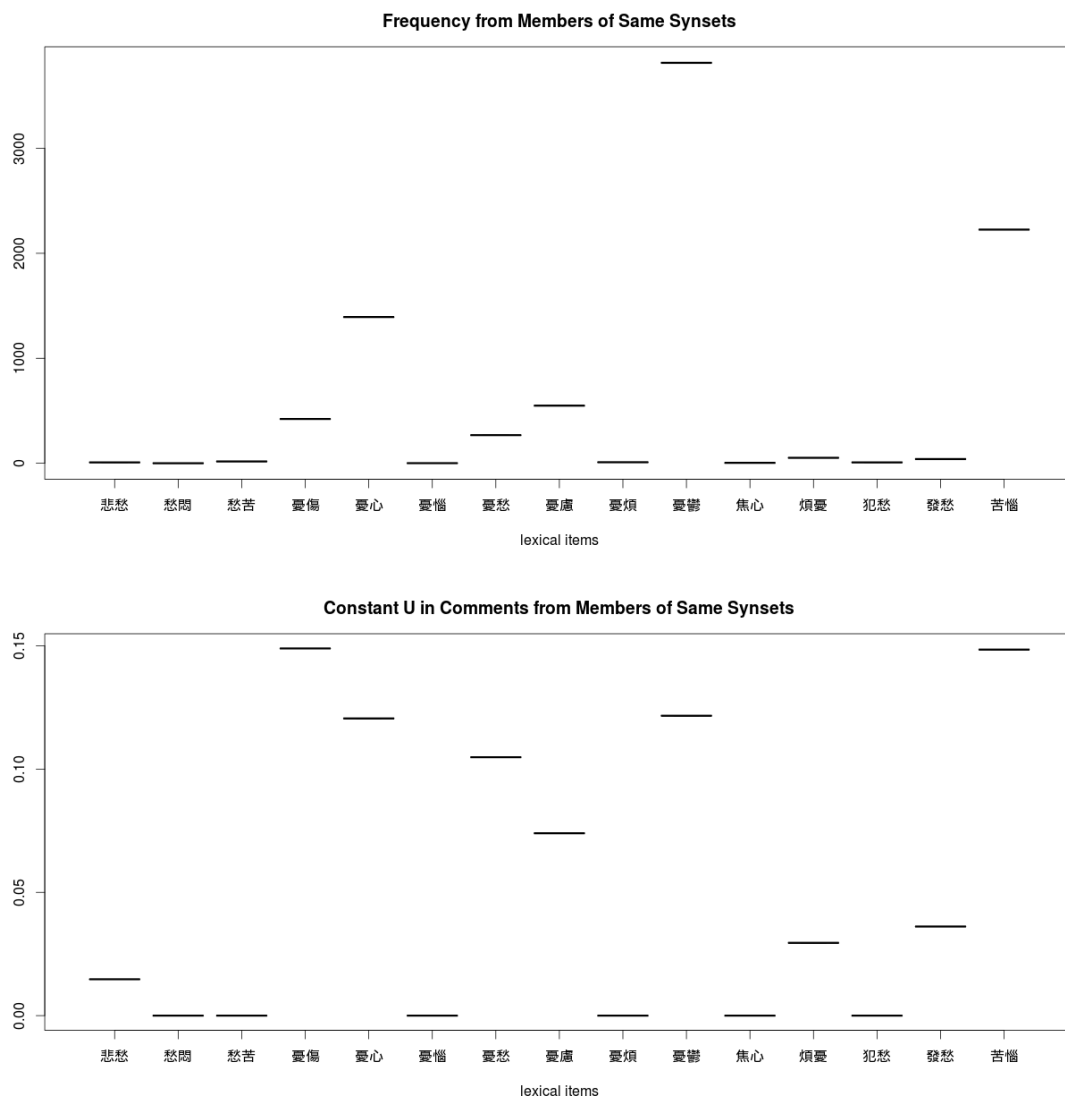 Frequency from Members of Same Synsets
3000
2000
1000
0
悲愁 愁悶 愁苦 憂傷 憂心 憂惱 憂愁 憂慮 憂煩 憂鬱 焦心 煩憂 犯愁 發愁 苦惱
lexical items
Constant U in Comments from Members of Same Synsets
0.15
0.10
0.05
0.00
悲愁 愁悶 愁苦 憂傷 憂心 憂惱 憂愁 憂慮 憂煩 憂鬱 焦心 煩憂 犯愁 發愁 苦惱
lexical items